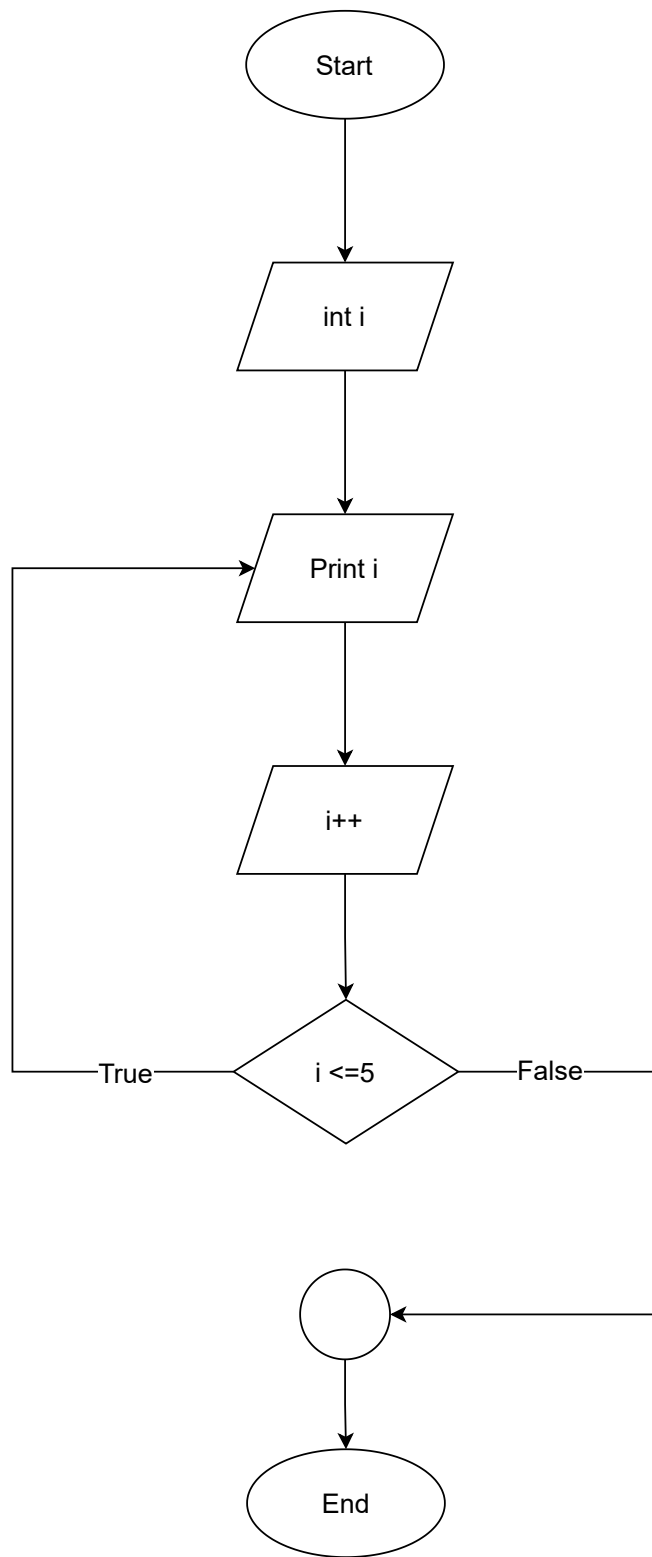 Start
int i
Print i
i++
i <=5
True
False
End